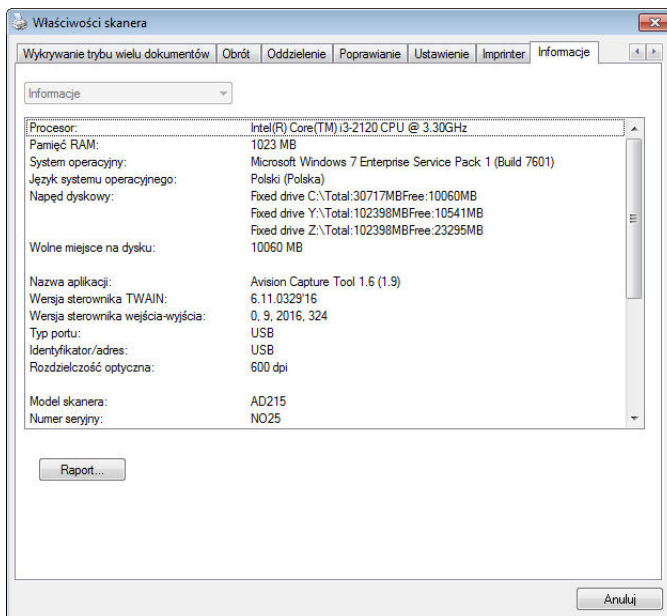 Właściwości skanera
Wykrywanie trybu wielu dokumentów Obrót Oddzielenie Poprawianie Ustawienie Imprinter Informacje
Informacje
Procesor: Intel(R) Core(TM) i3-2120 CPU @ 3.30GHz
Pamięć RAM: 1023 MB
System operacyjny: Microsoft Windows 7 Enterprise Service Pack 1 (Build 7601)
Język systemu operacyjnego: Polski (Polska)
Napęd dyskowy: Fixed drive C:\Total:30717MBFree:10060MB
Fixed drive Y:\Total:102398MBFree:10541MB
Fixed drive Z:\Total:102398MBFree:23295MB
Wolne miejsce na dysku: 10060 MB
Nazwa aplikacji: Avision Capture Tool 1.6 (1.9)
Wersja sterownika TWAIN: 6.11.0329'16
Wersja sterownika wejścia-wyjścia: 0, 9, 2016, 324
Typ portu: USB
Identyfikator/adres: USB
Rozdzielczość optyczna: 600 dpi
Model skanera: AD215
Numer seryjny: NO25
Raport...
Anuluj